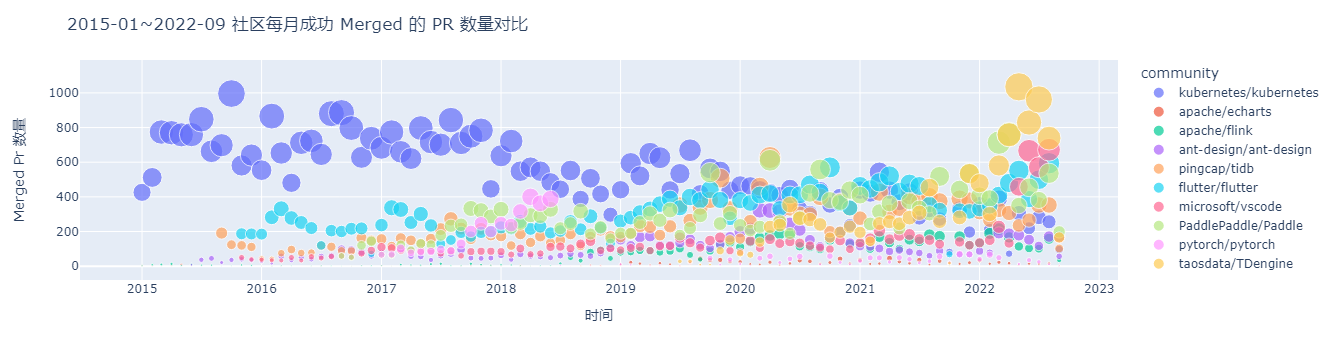 2015-01~2022-09 社区每月成功 Merged 的 PR 数量对比
community
kubernetes/kubernetes
apache/echarts
apache/flink
ant-design/ant-design
pingcap/tidb
flutter/flutter
microsoft/vscode
PaddlePaddle/Paddle
pytorch/pytorch
taosdata/TDengine
Merged Pr 数量
1000
800
600
400
200
0
2015
2016
2017
2018
2019
2020
2021
2022
2023
时间